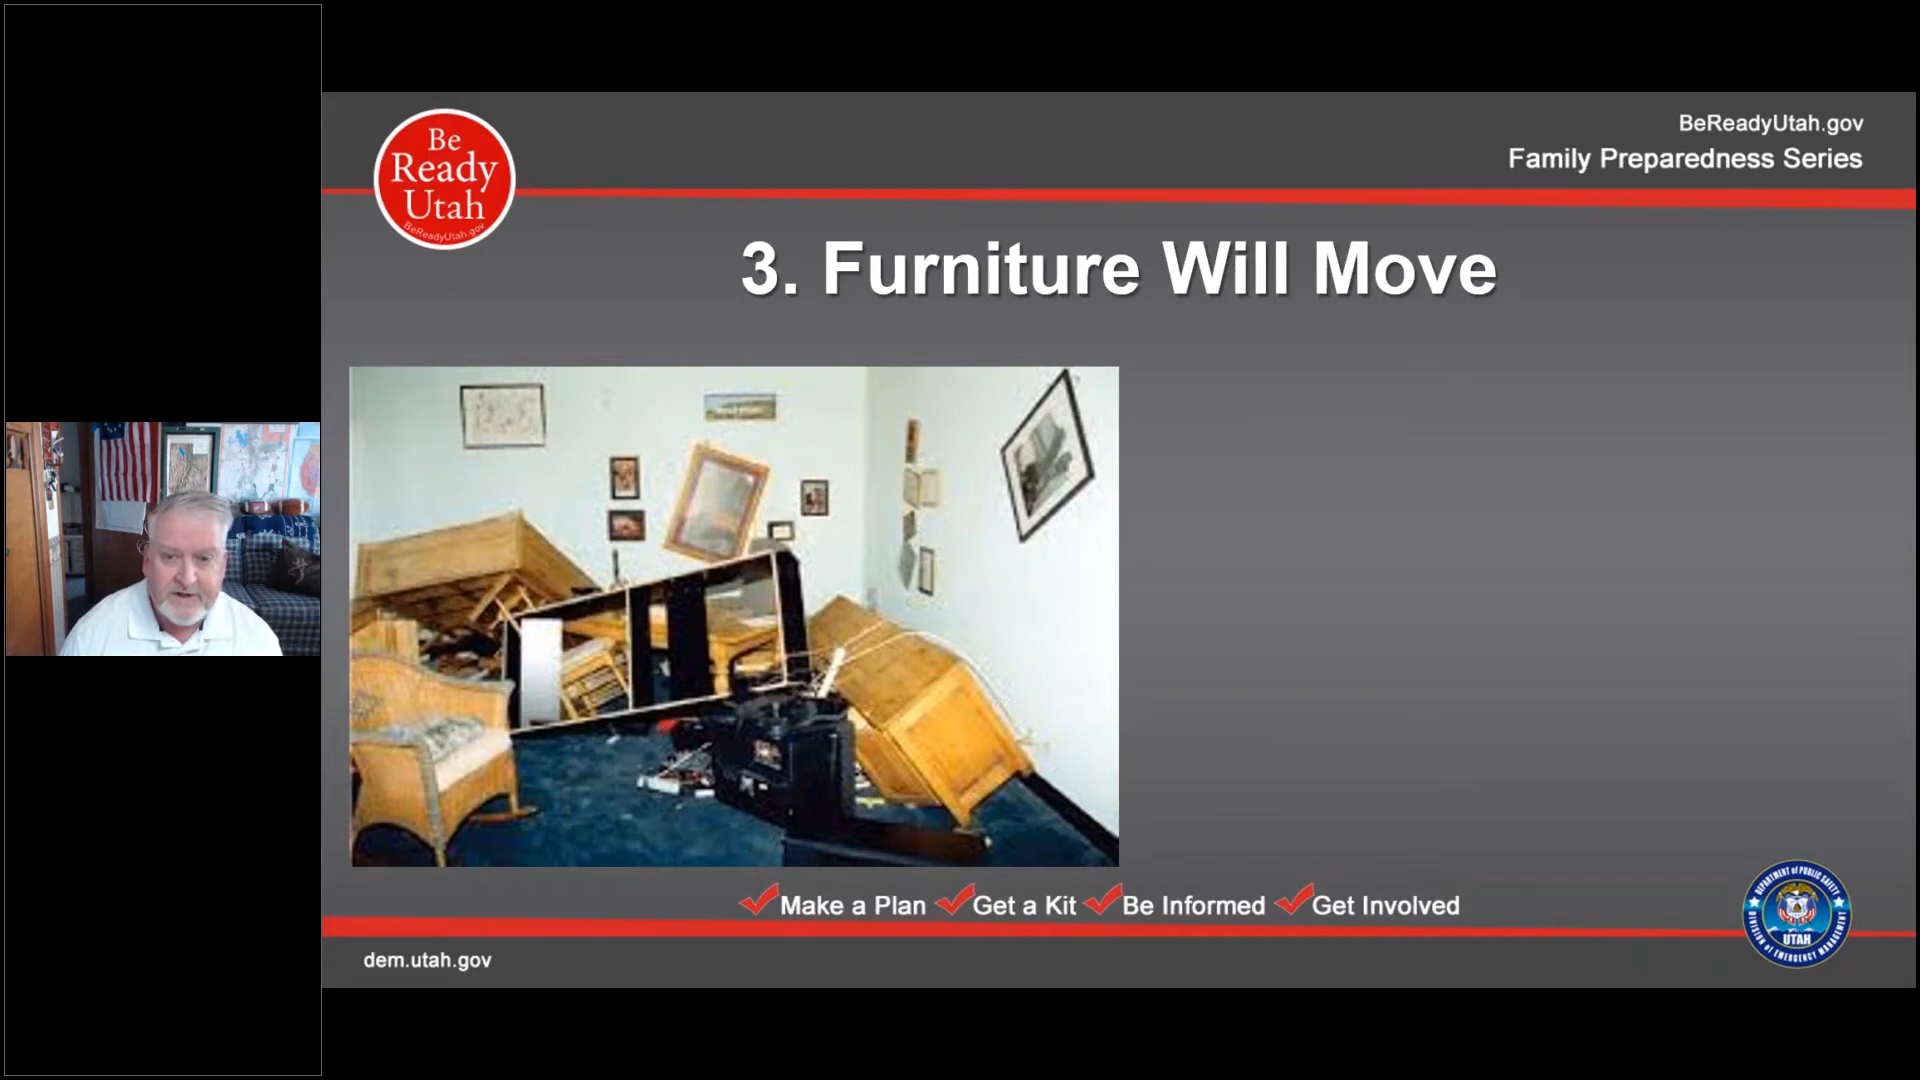 Be
Ready
Utah
BeReadyUtah.gov
BeReadyUtah.gov
Family Preparedness Series
3. Furniture Will Move
Make a Plan Get a Kit Be Informed Get Involved
DEPARTMENT of PUBLIC SAFETY
UTAH
DIVISION of EMERGENCY MANAGEMENT
dem.utah.gov